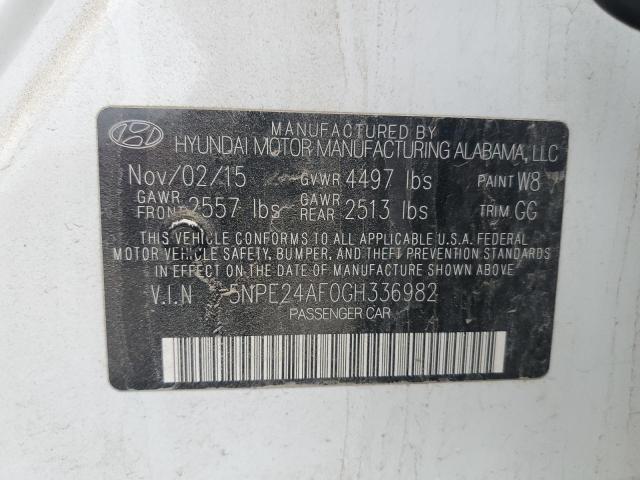 MANUFACTURED BY
HYUNDAI MOTOR MANUFACTURING ALABAMA, LLC
Nov/02/15 GVWR 4497 lbs PAINT W8
GAWR FRONT 2557 lbs GAWR REAR 2513 lbs TRIM GG
THIS VEHICLE CONFORMS TO ALL APPLICABLE U.S.A. FEDERAL
MOTOR VEHICLE SAFETY, BUMPER, AND THEFT PREVENTION STANDARDS
IN EFFECT ON THE DATE OF MANUFACTURE SHOWN ABOVE.
V.I.N 5NPE24AF0GH336982
PASSENGER CAR